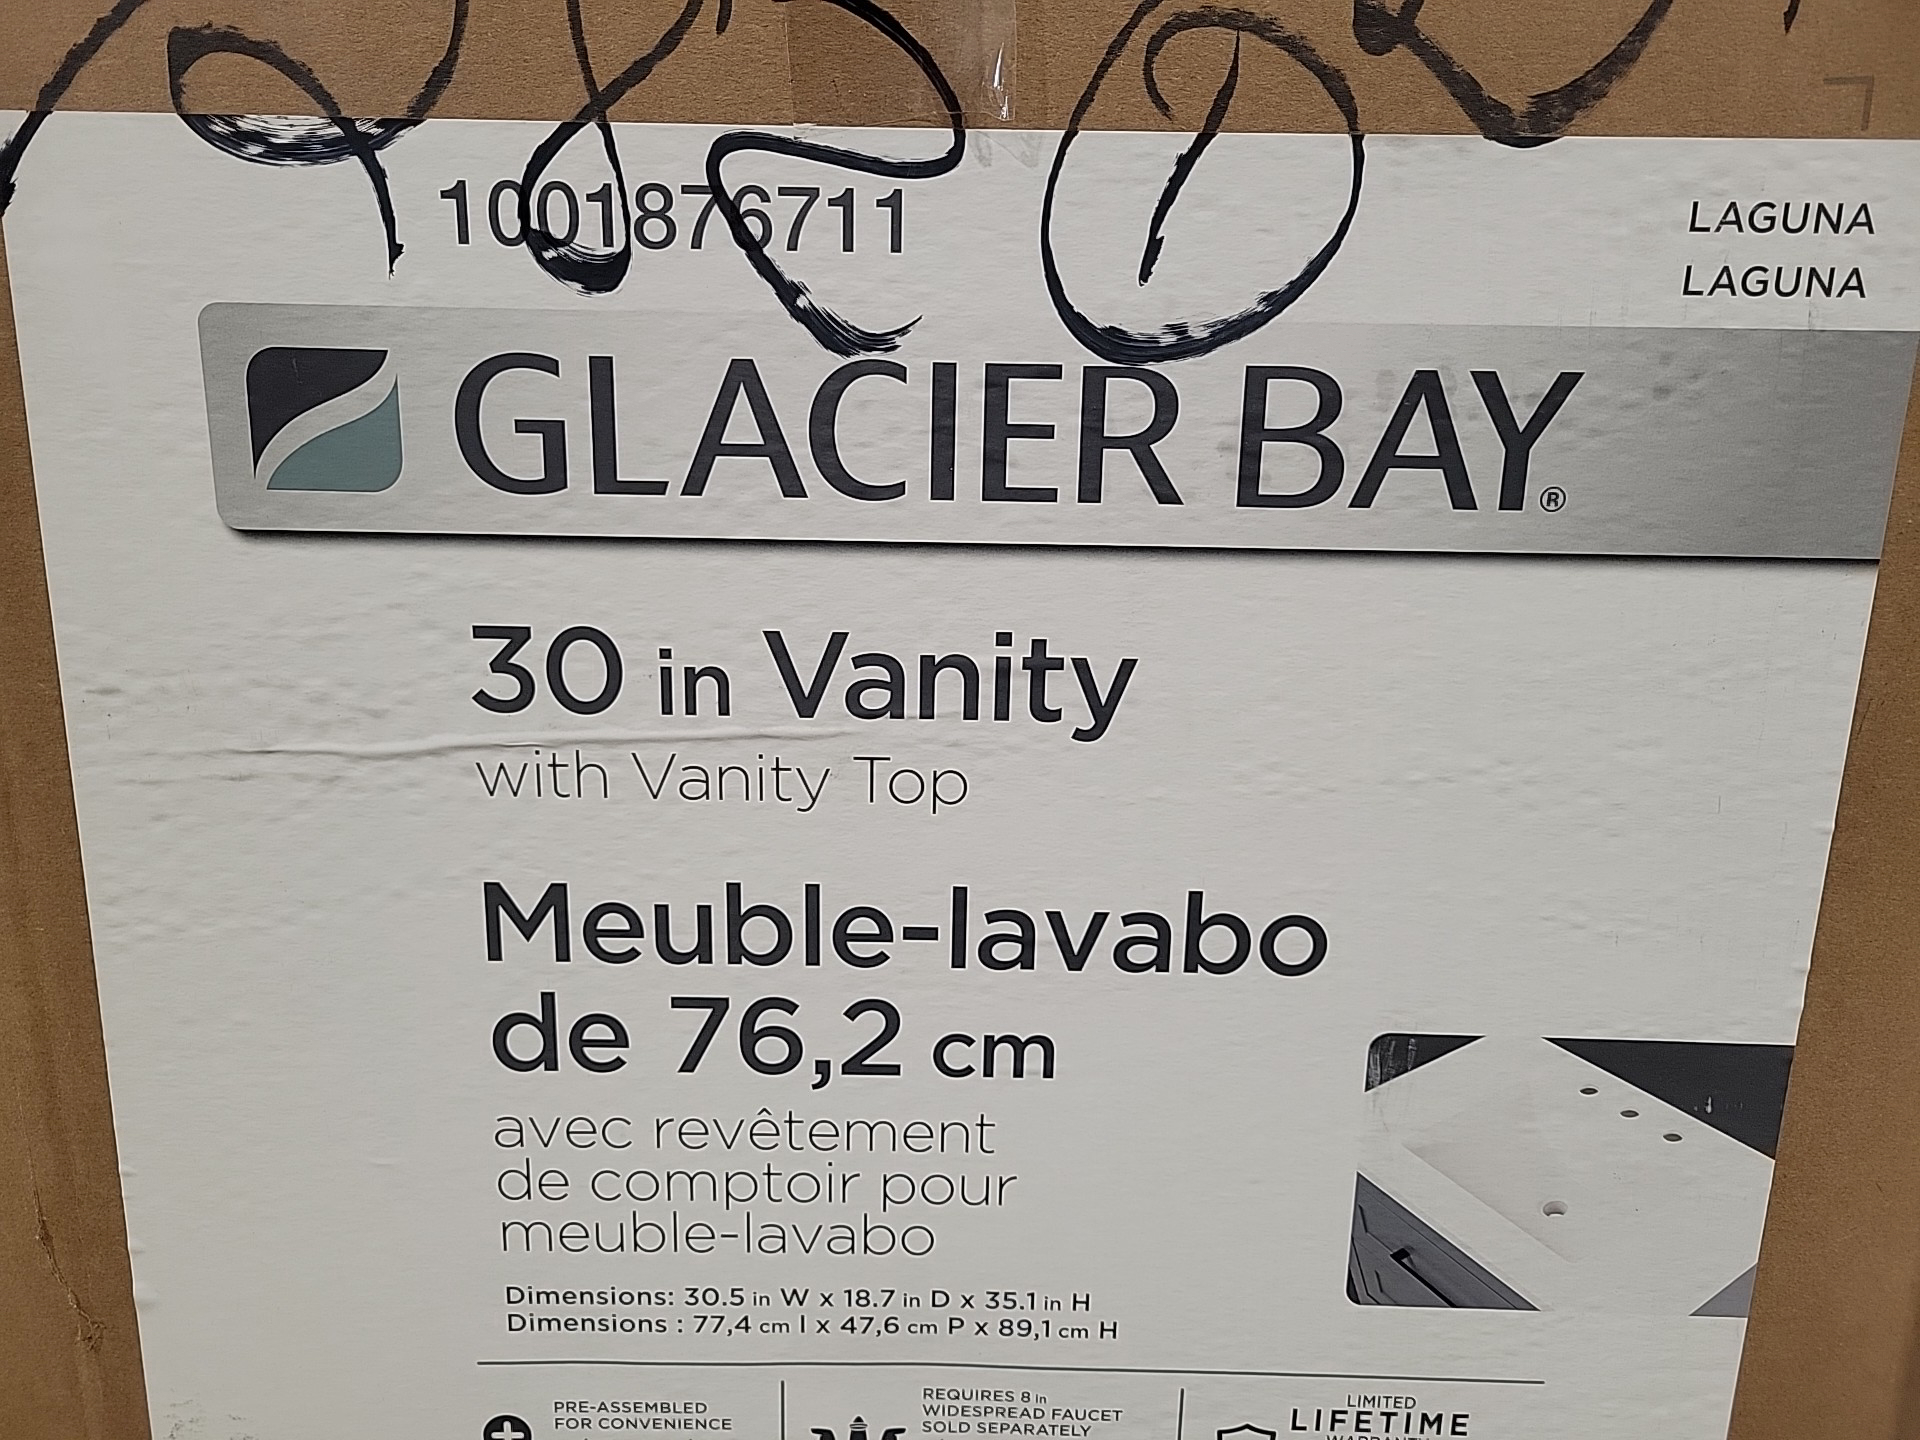 1001876711
LAGUNA
LAGUNA
GLACIER BAY®
30 in Vanity
with Vanity Top
Meuble-lavabo
de 76,2 cm
avec revêtement
de comptoir pour
meuble-lavabo
Dimensions: 30.5 in W x 18.7 in D x 35.1 in H
Dimensions : 77,4 cm l x 47,6 cm P x 89,1 cm H
PRE-ASSEMBLED
FOR CONVENIENCE
REQUIRES 8 in
WIDESPREAD FAUCET
SOLD SEPARATELY
LIMITED
LIFETIME